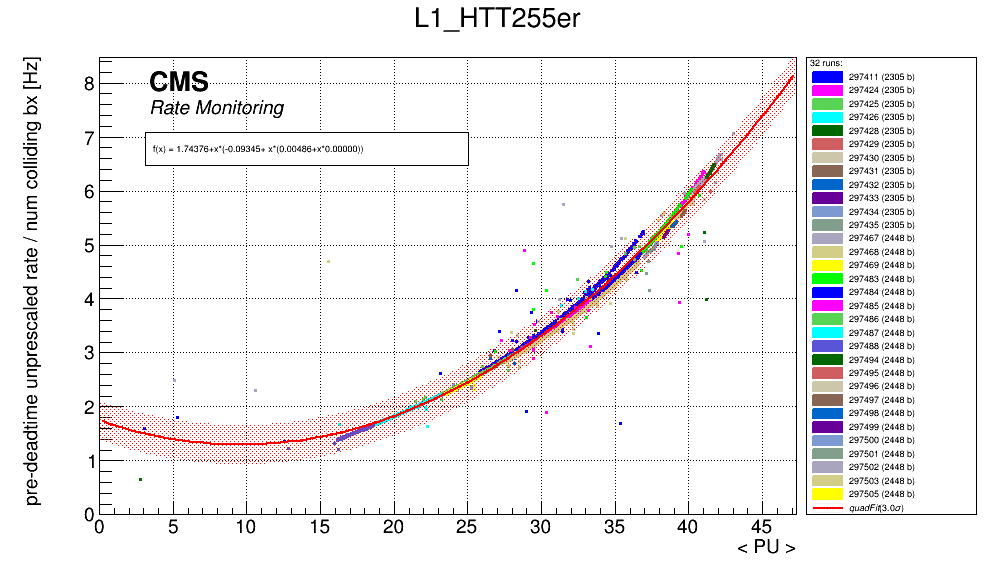 L1_HTT255er
pre-deadtime unprescaled rate / num colliding bx [Hz]
CMS
Rate Monitoring
f(x) = 1.74376+x*(-0.09345+ x*(0.00486+x*0.00000))
8
7
6
5
4
3
2
1
0
0 5 10 15 20 25 30 35 40 45
< PU >
32 runs:
297411 (2305 b)
297424 (2305 b)
297425 (2305 b)
297426 (2305 b)
297428 (2305 b)
297429 (2305 b)
297430 (2305 b)
297431 (2305 b)
297432 (2305 b)
297433 (2305 b)
297434 (2305 b)
297435 (2305 b)
297467 (2448 b)
297468 (2448 b)
297469 (2448 b)
297483 (2448 b)
297484 (2448 b)
297485 (2448 b)
297486 (2448 b)
297487 (2448 b)
297488 (2448 b)
297494 (2448 b)
297495 (2448 b)
297496 (2448 b)
297497 (2448 b)
297498 (2448 b)
297499 (2448 b)
297500 (2448 b)
297501 (2448 b)
297502 (2448 b)
297503 (2448 b)
297505 (2448 b)
quadFit(3.0σ)